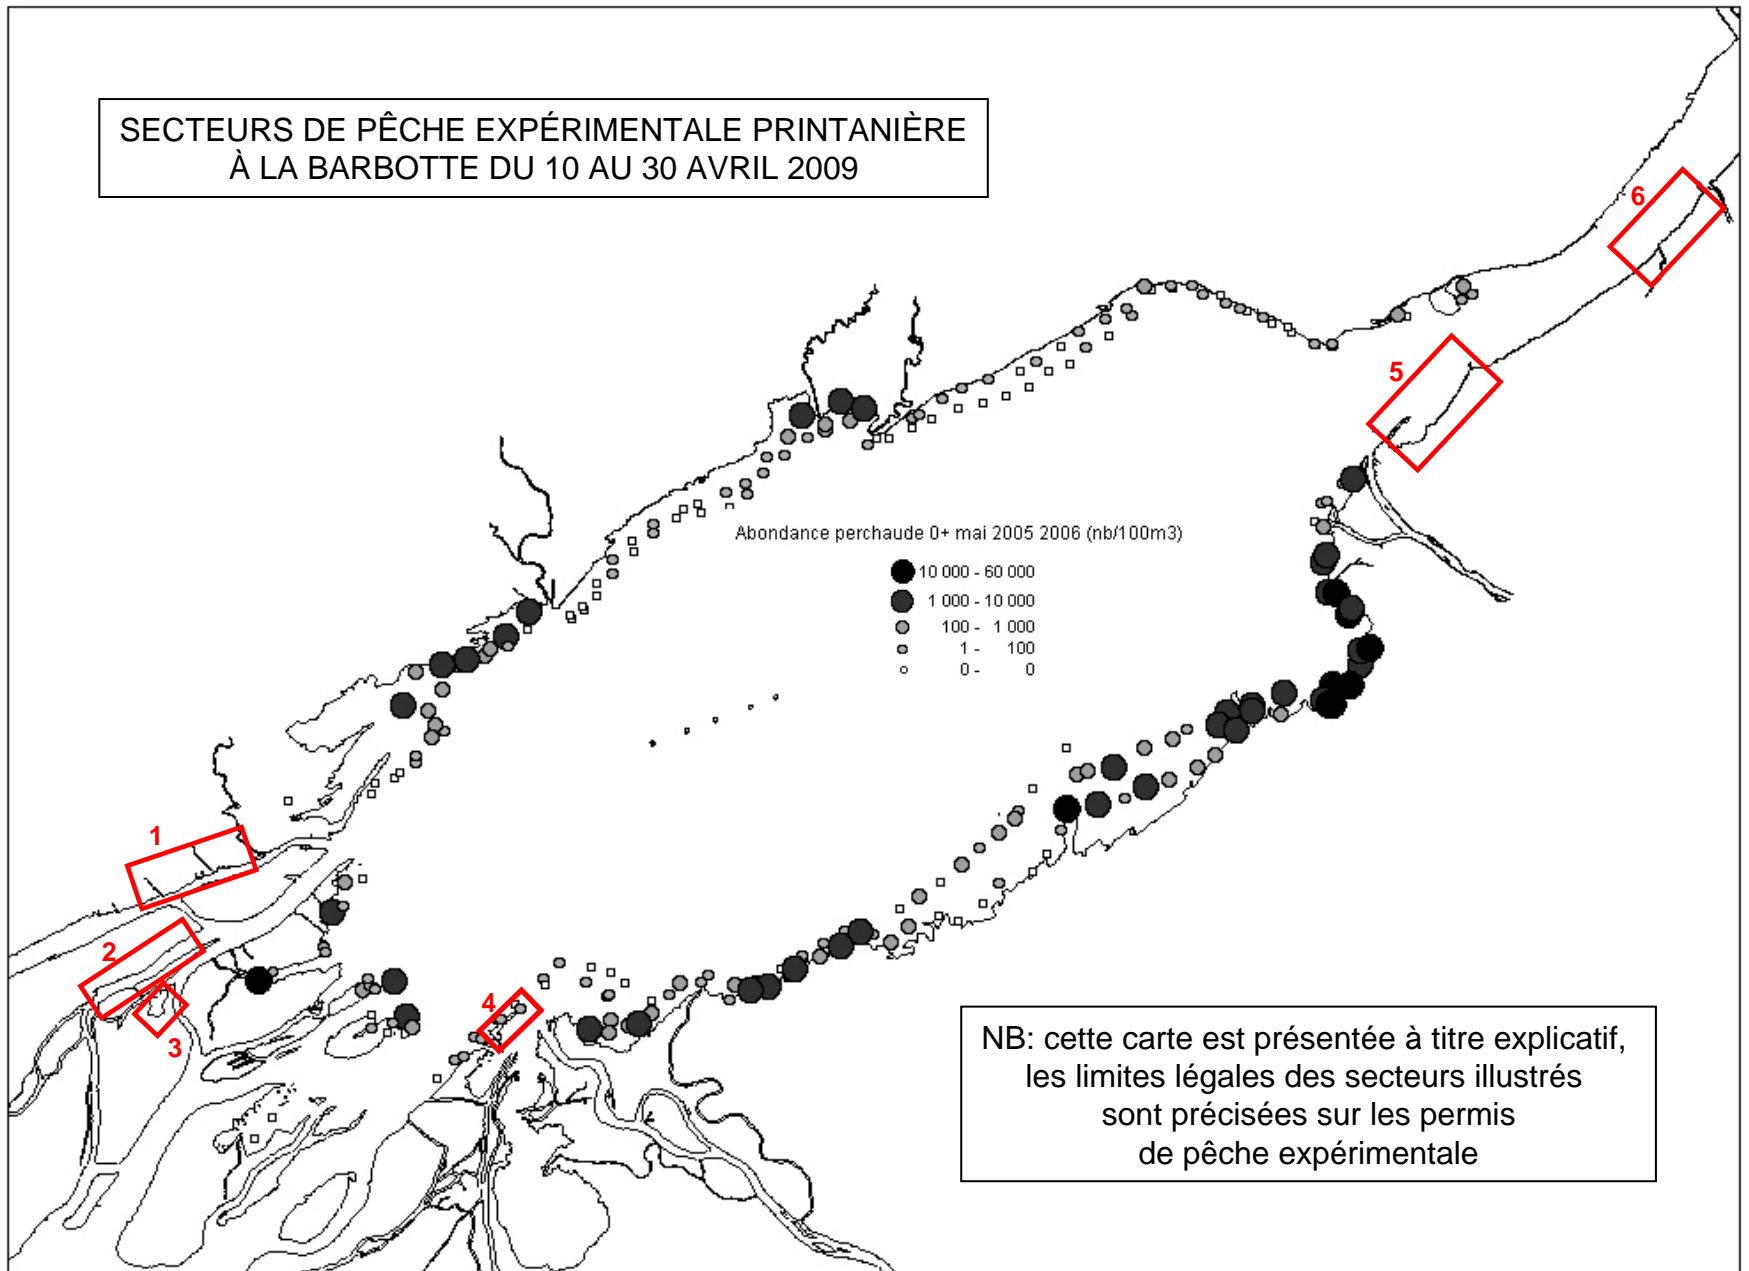 SECTEURS DE PÊCHE EXPÉRIMENTALE PRINTANIÈRE
À LA BARBOTTE DU 10 AU 30 AVRIL 2009
6
5
Abondance perchaude 0+ mai 2005 2006 (nb/100m3)
10 000 - 60 000
1 000 - 10 000
100 - 1 000
1 - 100
0 - 0
1
2
3
4
NB: cette carte est présentée à titre explicatif,
les limites légales des secteurs illustrés
sont précisées sur les permis
de pêche expérimentale